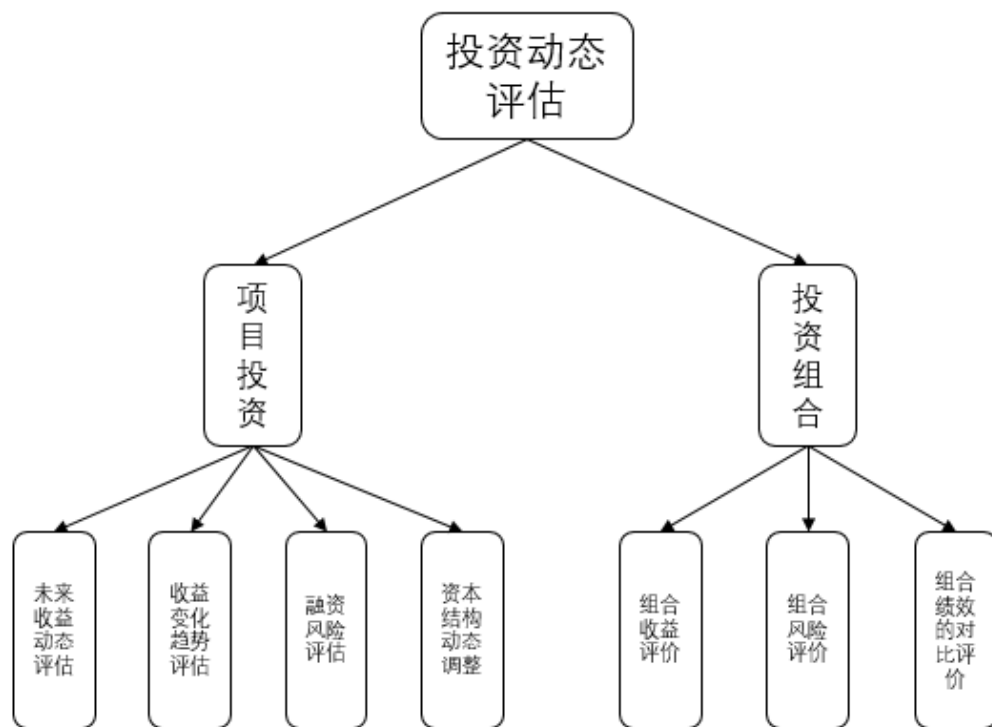 投资动态
评估
项
目
投
资
投
资
组
合
未来
收益
动态
评估
收益
变化
趋势
评估
融资
风险
评估
资本
结构
动态
调整
组合
收益
评价
组合
风险
评价
组合
绩效
的对
比评
价